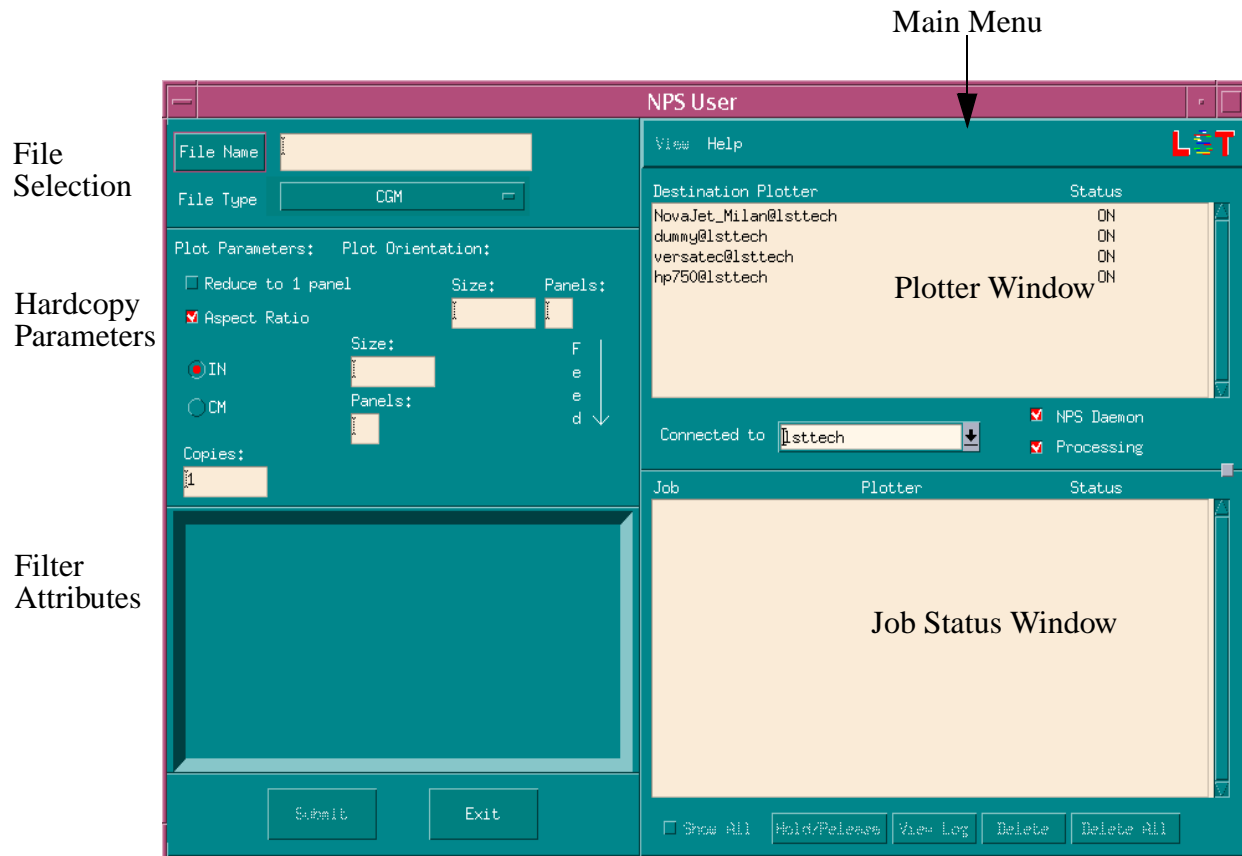 Main Menu
NPS User
File
Selection
File Name
File Type
CGM
View Help
LST
Destination Plotter Status
NovaJet_Milan@lsttech ON
dummy@lsttech ON
versatec@lsttech ON
hp750@lsttech ON
Plotter Window
Hardcopy
Parameters
Plot Parameters: Plot Orientation:
Reduce to 1 panel
Aspect Ratio
Size: Panels:
Size:
Panels:
IN
CM
Feed
Copies:
1
Connected to lsttech
NPS Daemon
Processing
Job Plotter Status
Job Status Window
Filter
Attributes
Submit Exit
Show All Hold/Release View Log Delete Delete All